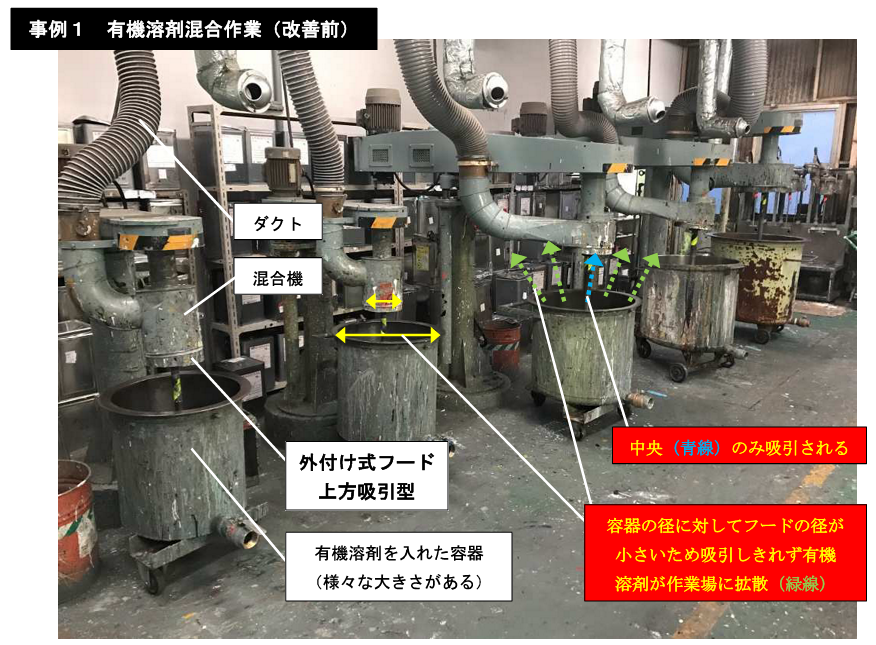 事例１　有機溶剤混合作業（改善前）
ダクト
混合機
外付け式フード
上方吸引型
有機溶剤を入れた容器
（様々な大きさがある）
中央（青線）のみ吸引される
容器の径に対してフードの径が
小さいため吸引しきれず有機
溶剤が作業場に拡散（緑線）